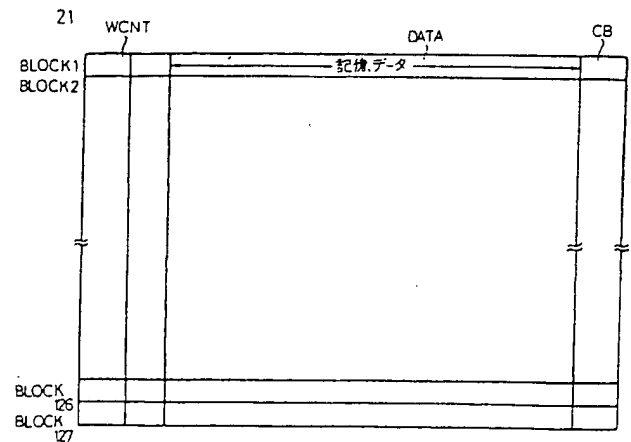 21
WCNT
DATA
CB
BLOCK1
記憶データ
BLOCK2
BLOCK
126
BLOCK
127